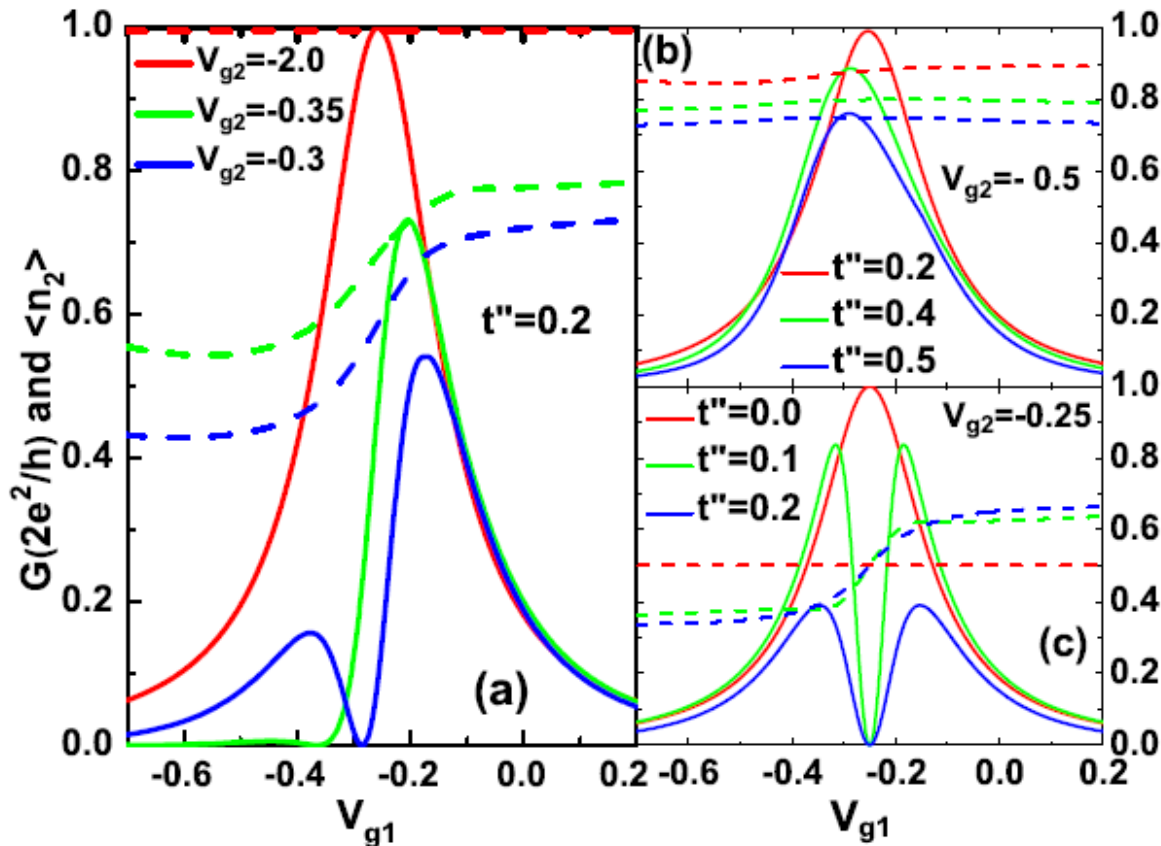 G(2e²/h) and <n₂>
1.0
0.8
0.6
0.4
0.2
0.0
V_g2=-2.0
V_g2=-0.35
V_g2=-0.3
t"=0.2
(a)
-0.6 -0.4 -0.2 0.0 0.2
V_g1
(b)
V_g2=- 0.5
t"=0.2
t"=0.4
t"=0.5
1.0
0.8
0.6
0.4
0.2
1.0
t"=0.0
t"=0.1
t"=0.2
V_g2=-0.25
(c)
0.8
0.6
0.4
0.2
0.0
-0.6 -0.4 -0.2 0.0 0.2
V_g1